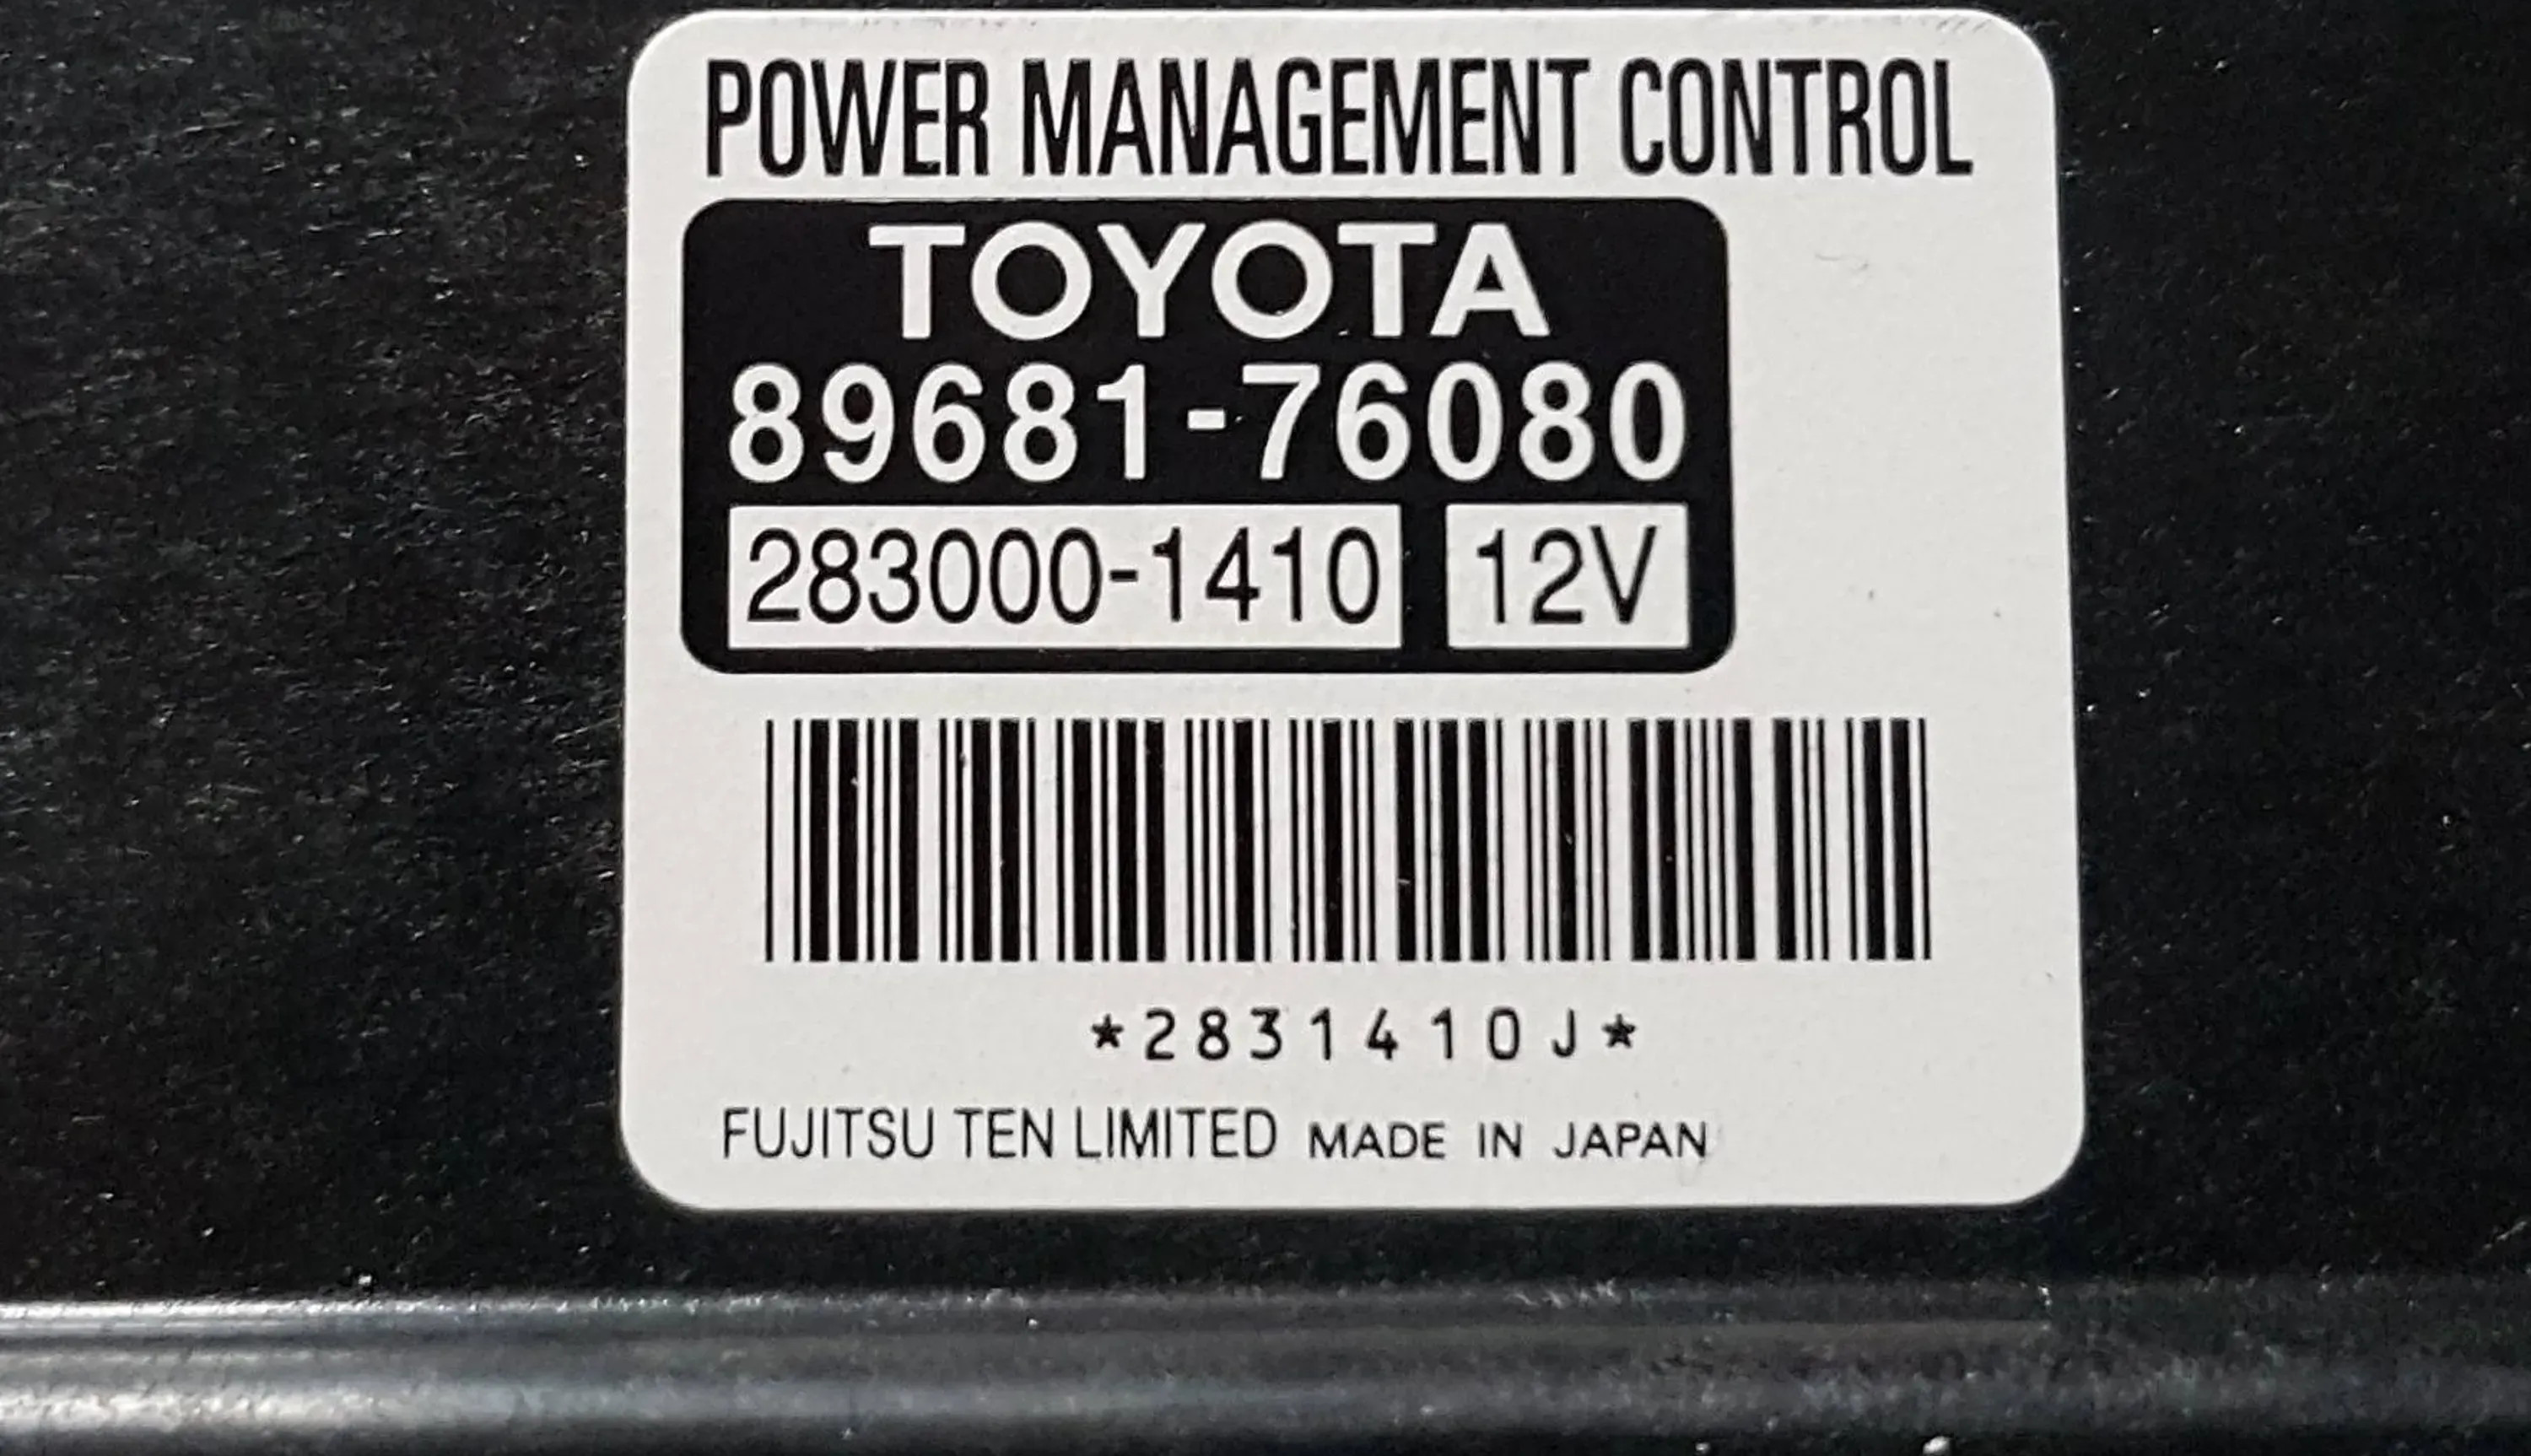 POWER MANAGEMENT CONTROL
TOYOTA
89681-76080
283000-1410 12V
*2831410J*
FUJITSU TEN LIMITED MADE IN JAPAN